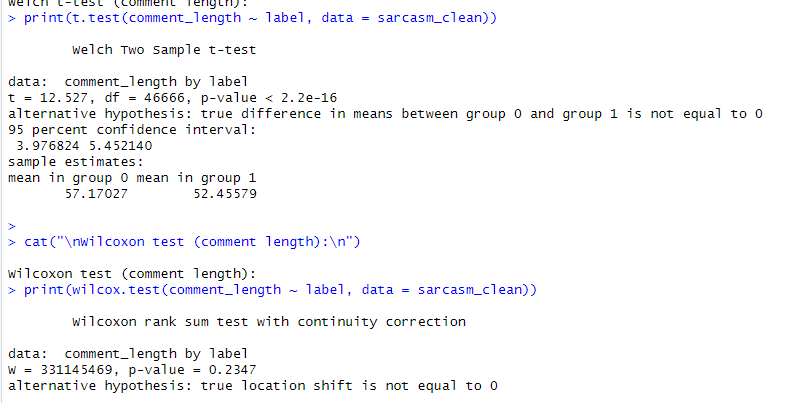 welch t-test (comment length):
> print(t.test(comment_length ~ label, data = sarcasm_clean))
Welch Two Sample t-test
data:  comment_length by label
t = 12.527, df = 46666, p-value < 2.2e-16
alternative hypothesis: true difference in means between group 0 and group 1 is not equal to 0
95 percent confidence interval:
3.976824 5.452140
sample estimates:
mean in group 0 mean in group 1
57.17027        52.45579
>
> cat("\nWilcoxon test (comment length):\n")
Wilcoxon test (comment length):
> print(wilcox.test(comment_length ~ label, data = sarcasm_clean))
Wilcoxon rank sum test with continuity correction
data:  comment_length by label
W = 331145469, p-value = 0.2347
alternative hypothesis: true location shift is not equal to 0